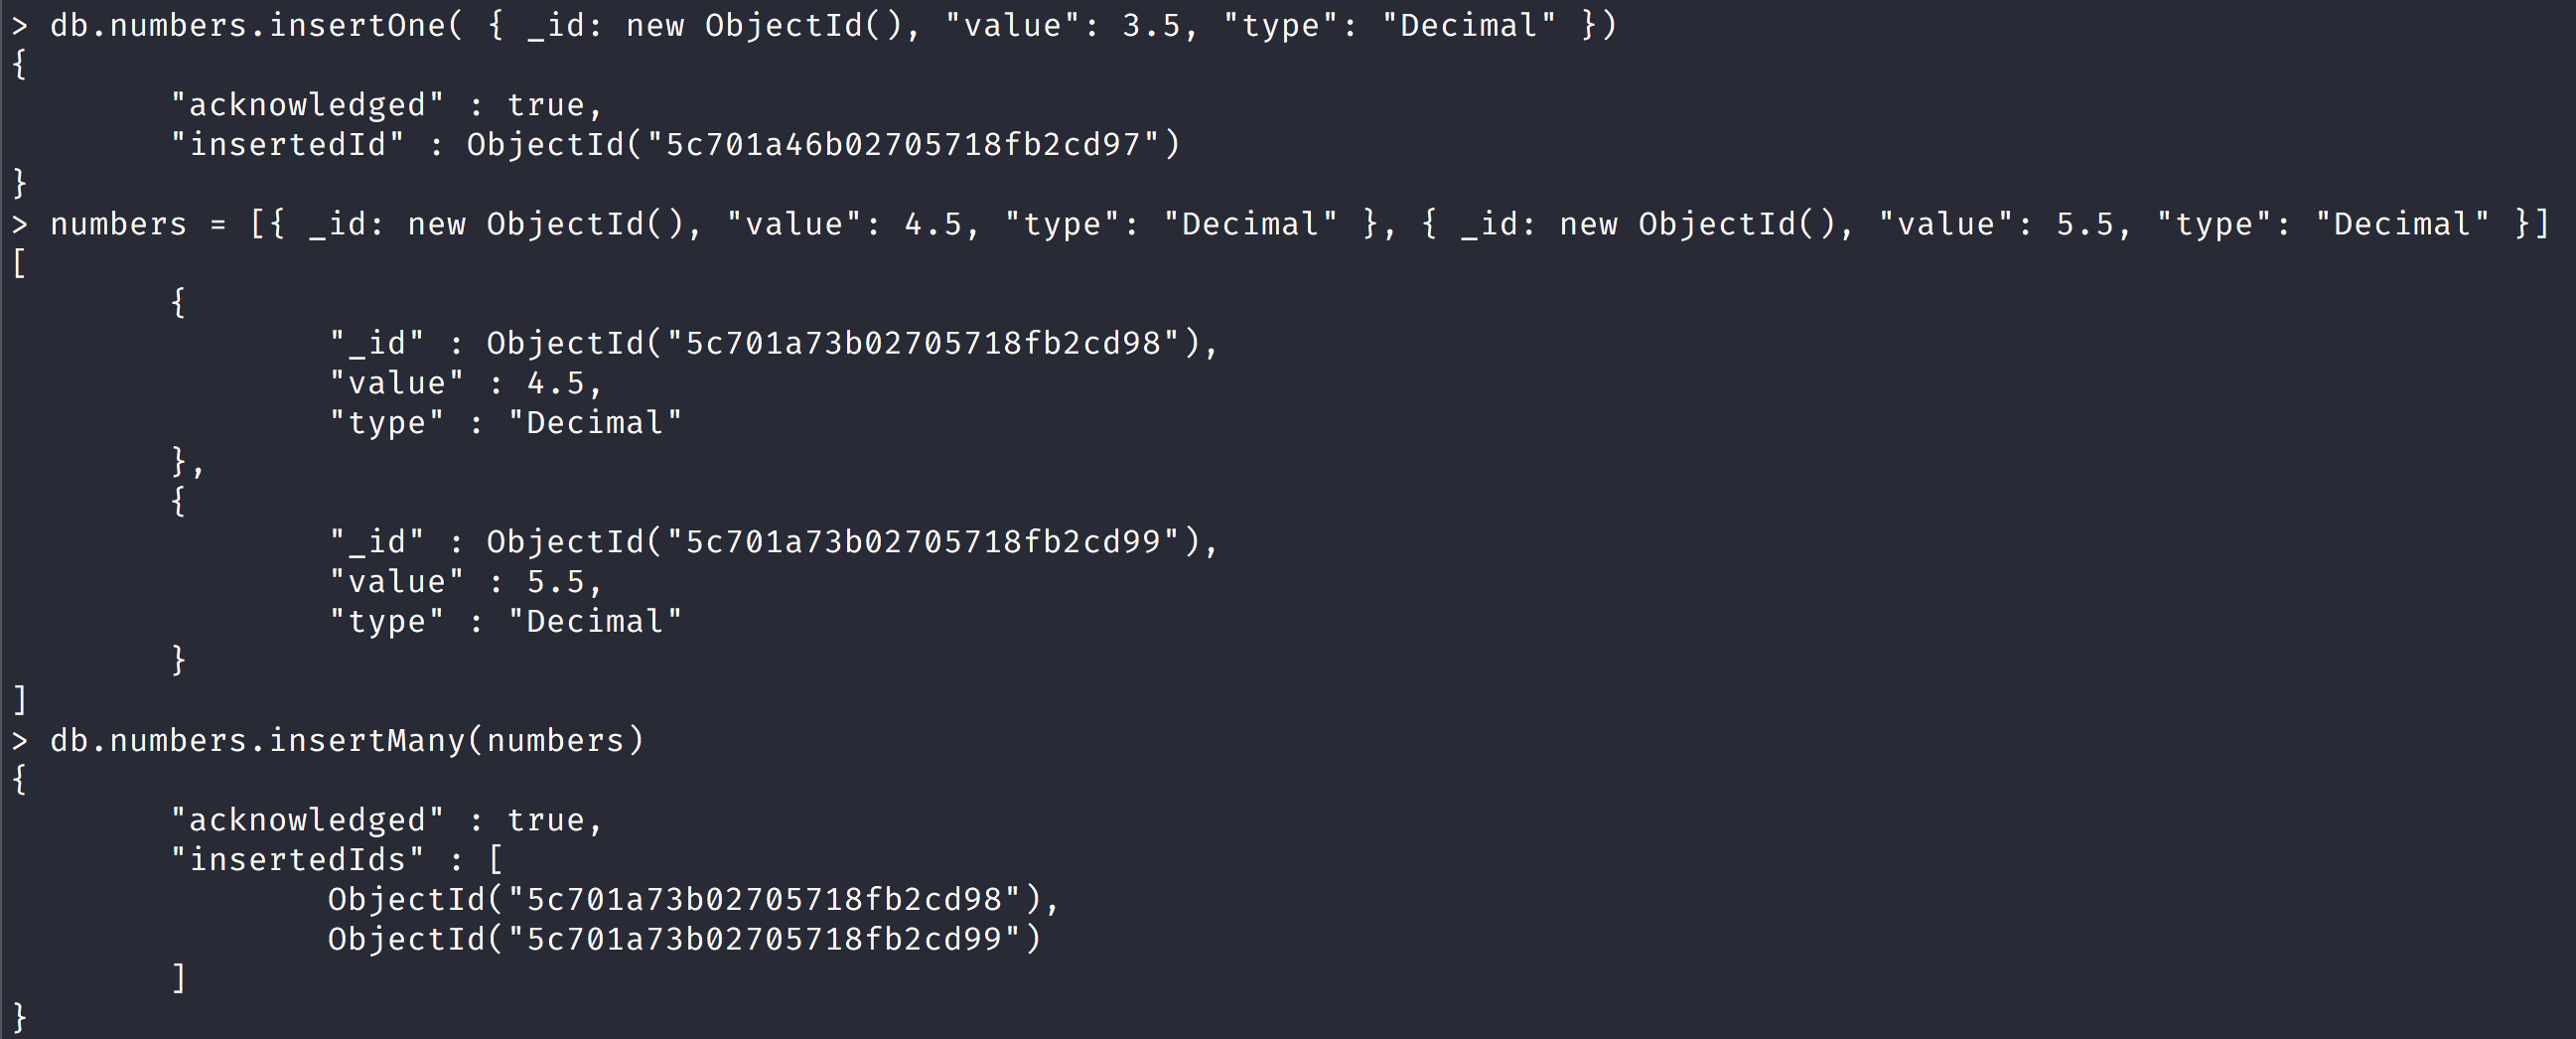 > db.numbers.insertOne( { _id: new ObjectId(), "value": 3.5, "type": "Decimal" })
{
        "acknowledged" : true,
        "insertedId" : ObjectId("5c701a46b02705718fb2cd97")
}
> numbers = [{ _id: new ObjectId(), "value": 4.5, "type": "Decimal" }, { _id: new ObjectId(), "value": 5.5, "type": "Decimal" }]
[
        {
                "_id" : ObjectId("5c701a73b02705718fb2cd98"),
                "value" : 4.5,
                "type" : "Decimal"
        },
        {
                "_id" : ObjectId("5c701a73b02705718fb2cd99"),
                "value" : 5.5,
                "type" : "Decimal"
        }
]
> db.numbers.insertMany(numbers)
{
        "acknowledged" : true,
        "insertedIds" : [
                ObjectId("5c701a73b02705718fb2cd98"),
                ObjectId("5c701a73b02705718fb2cd99")
        ]
}